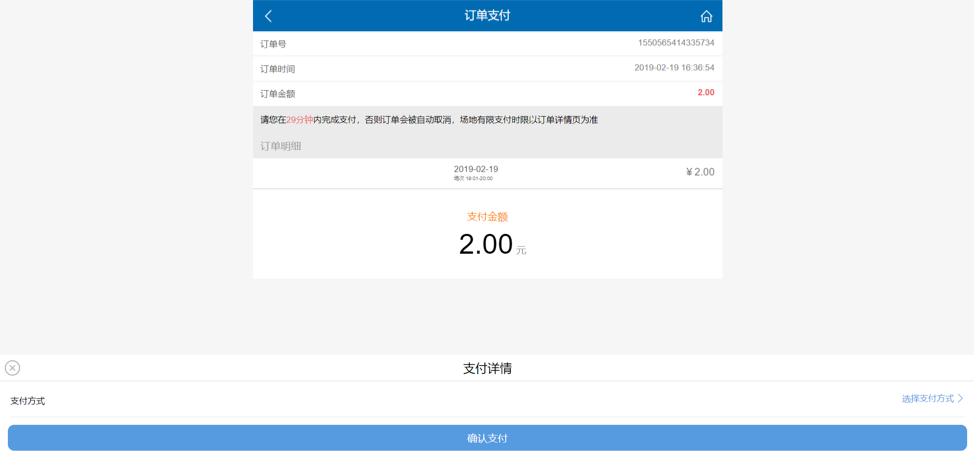 订单支付
订单号 1550565414335734
订单时间 2019-02-19 16:36:54
订单金额 2.00
请您在29分钟内完成支付，否则订单会被自动取消，场地有限支付时限以订单详情页为准
订单明细
2019-02-19 ￥2.00
场次 18:01-20:00
支付金额
2.00 元
支付详情
支付方式 选择支付方式
确认支付